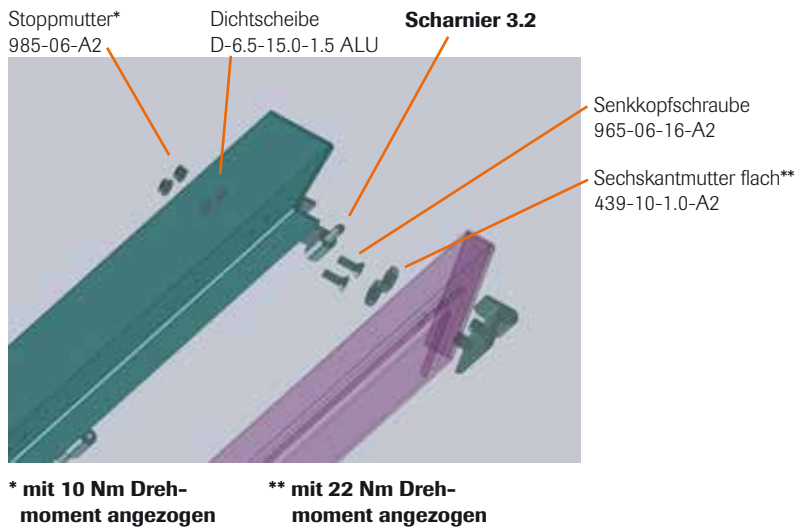 Stoppmutter*
985-06-A2
Dichtscheibe
D-6.5-15.0-1.5 ALU
Scharnier 3.2
Senkkopfschraube
965-06-16-A2
Sechskantmutter flach**
439-10-1.0-A2
* mit 10 Nm Dreh-
moment angezogen
** mit 22 Nm Dreh-
moment angezogen